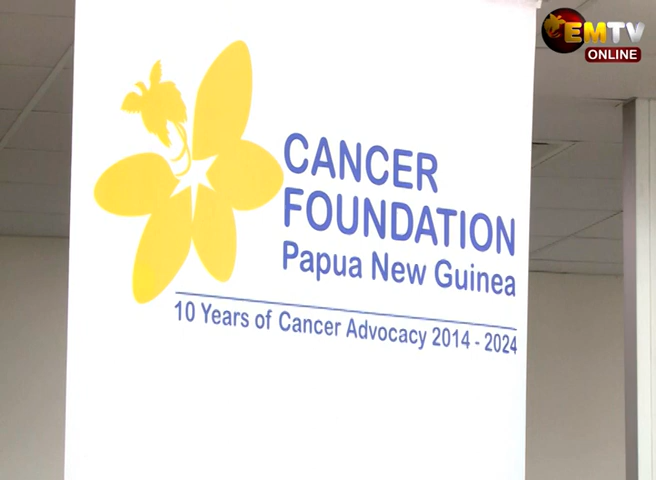 EMTV
ONLINE
CANCER
FOUNDATION
Papua New Guinea
10 Years of Cancer Advocacy 2014 - 2024